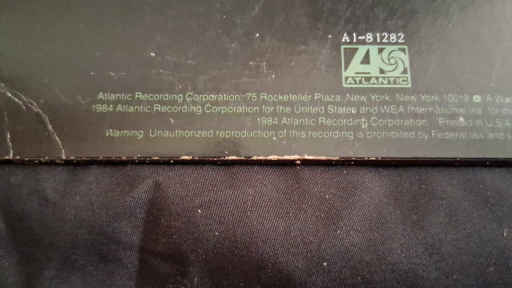 A1-81282
ATLANTIC
Atlantic Recording Corporation, 75 Rockefeller Plaza, New York, New York 10019 A Wa
1984 Atlantic Recording Corporation for the United States and WEA International Inc. for
1984 Atlantic Recording Corporation. Printed in U.S.
Warning: Unauthorized reproduction of this recording is prohibited by Federal law and